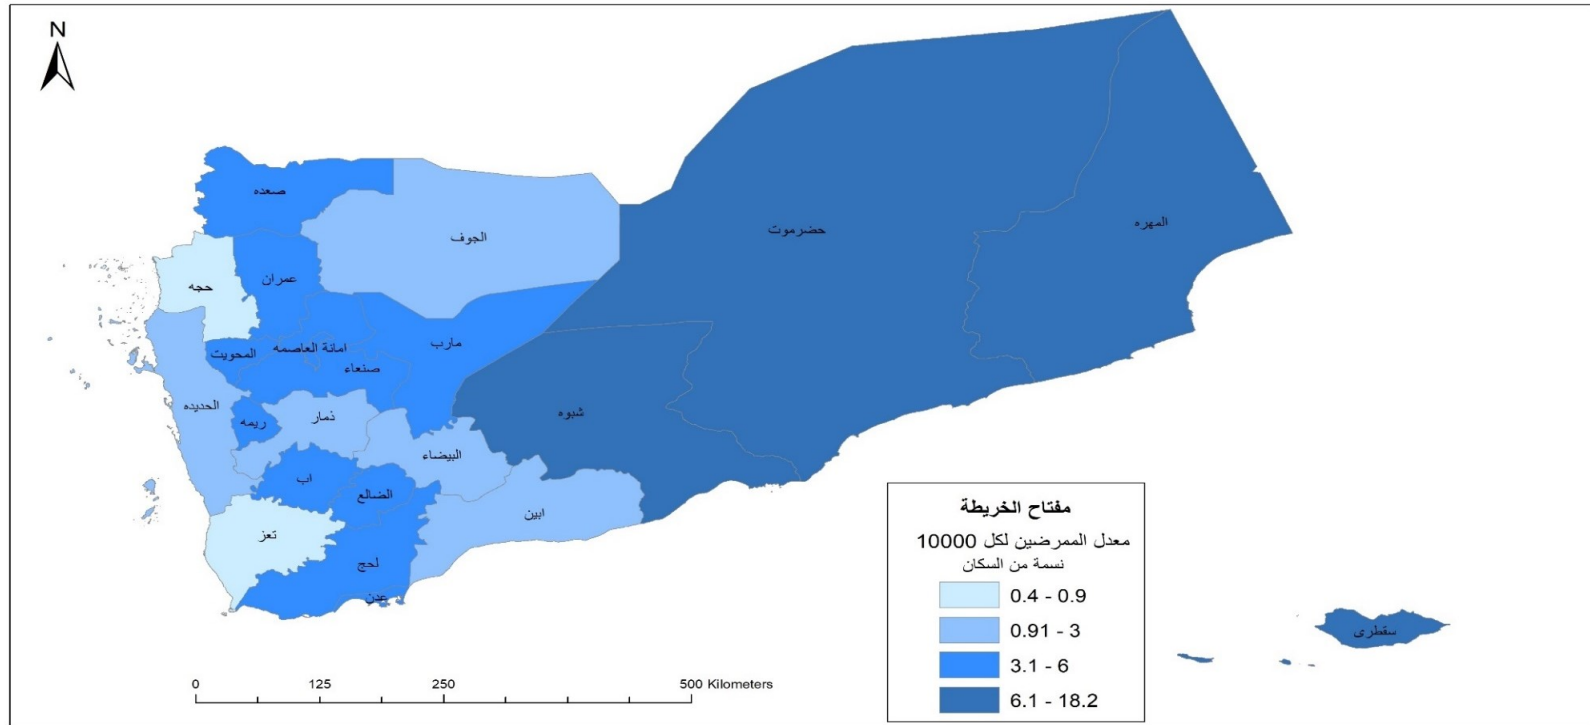 N
صعده
المهره
حضرموت
الجوف
عمران
حجه
مارب
امانة العاصمه
المحويت
صنعاء
الحديده
ذمار
شبوه
ريمه
البيضاء
اب
الضالع
ابين
تعز
لحج
عدن
سقطرى
مفتاح الخريطة
معدل الممرضين لكل 10000
نسمة من السكان
0.4 - 0.9
0.91 - 3
3.1 - 6
6.1 - 18.2
0 125 250 500 Kilometers